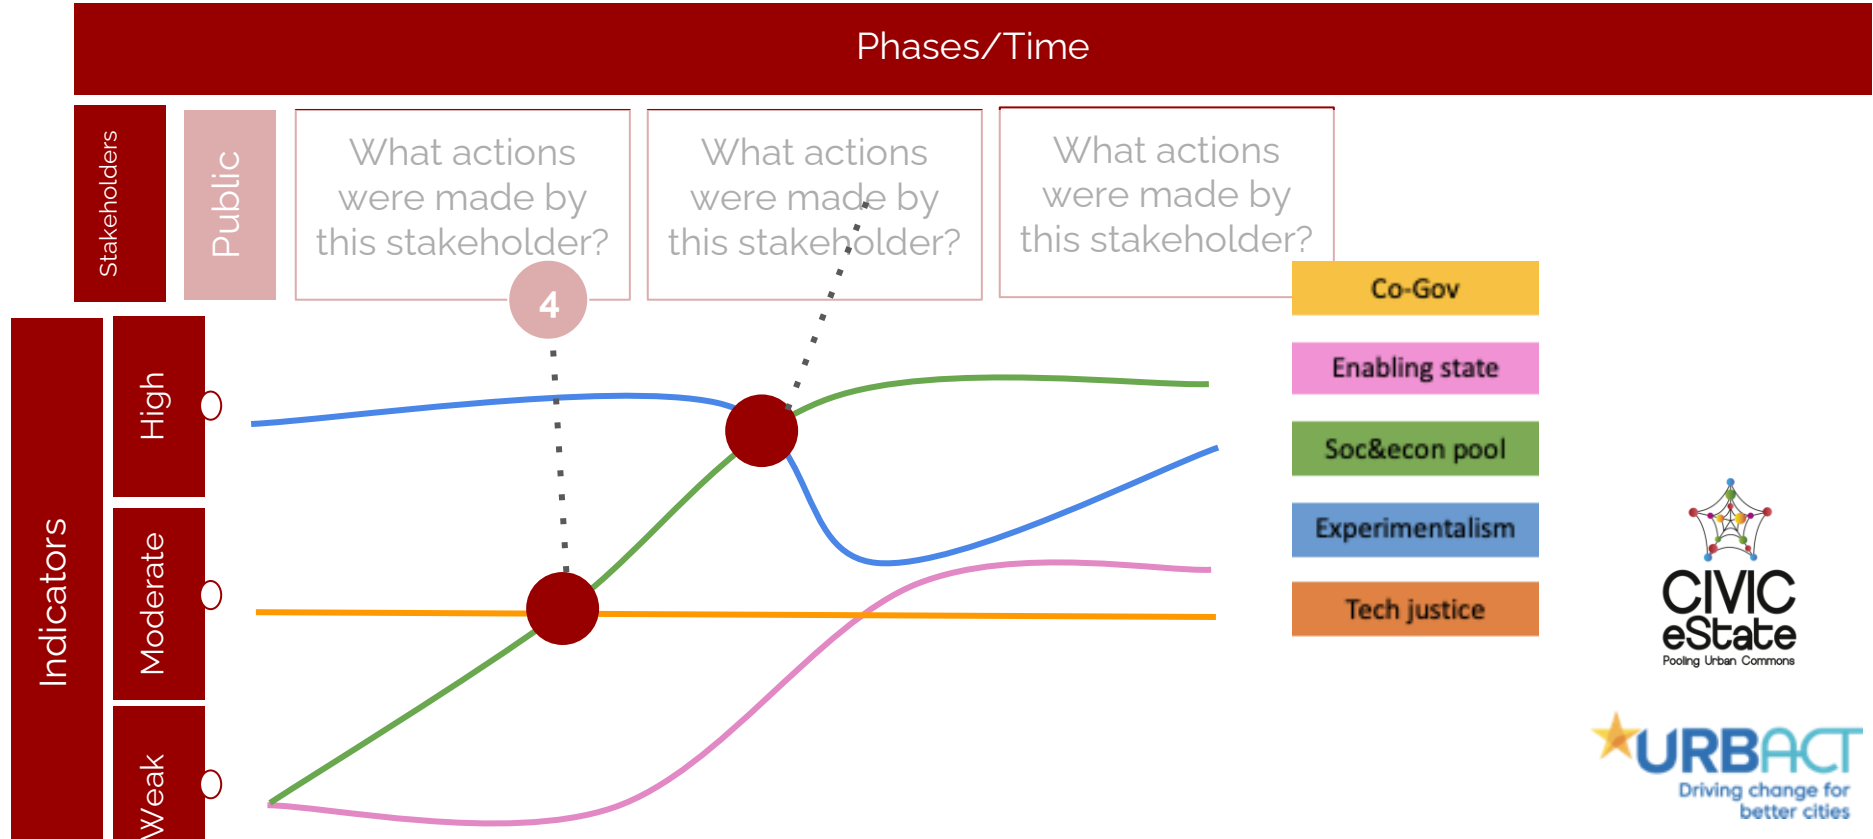 Phases/Time
Stakeholders
Public
What actions
were made by
this stakeholder?
What actions
were made by
this stakeholder?
What actions
were made by
this stakeholder?
4
Co-Gov
Enabling state
Soc&econ pool
Experimentalism
Tech justice
Indicators
High
Moderate
Weak
CIVIC
eState
Pooling Urban Commons
URBACT
Driving change for
better cities